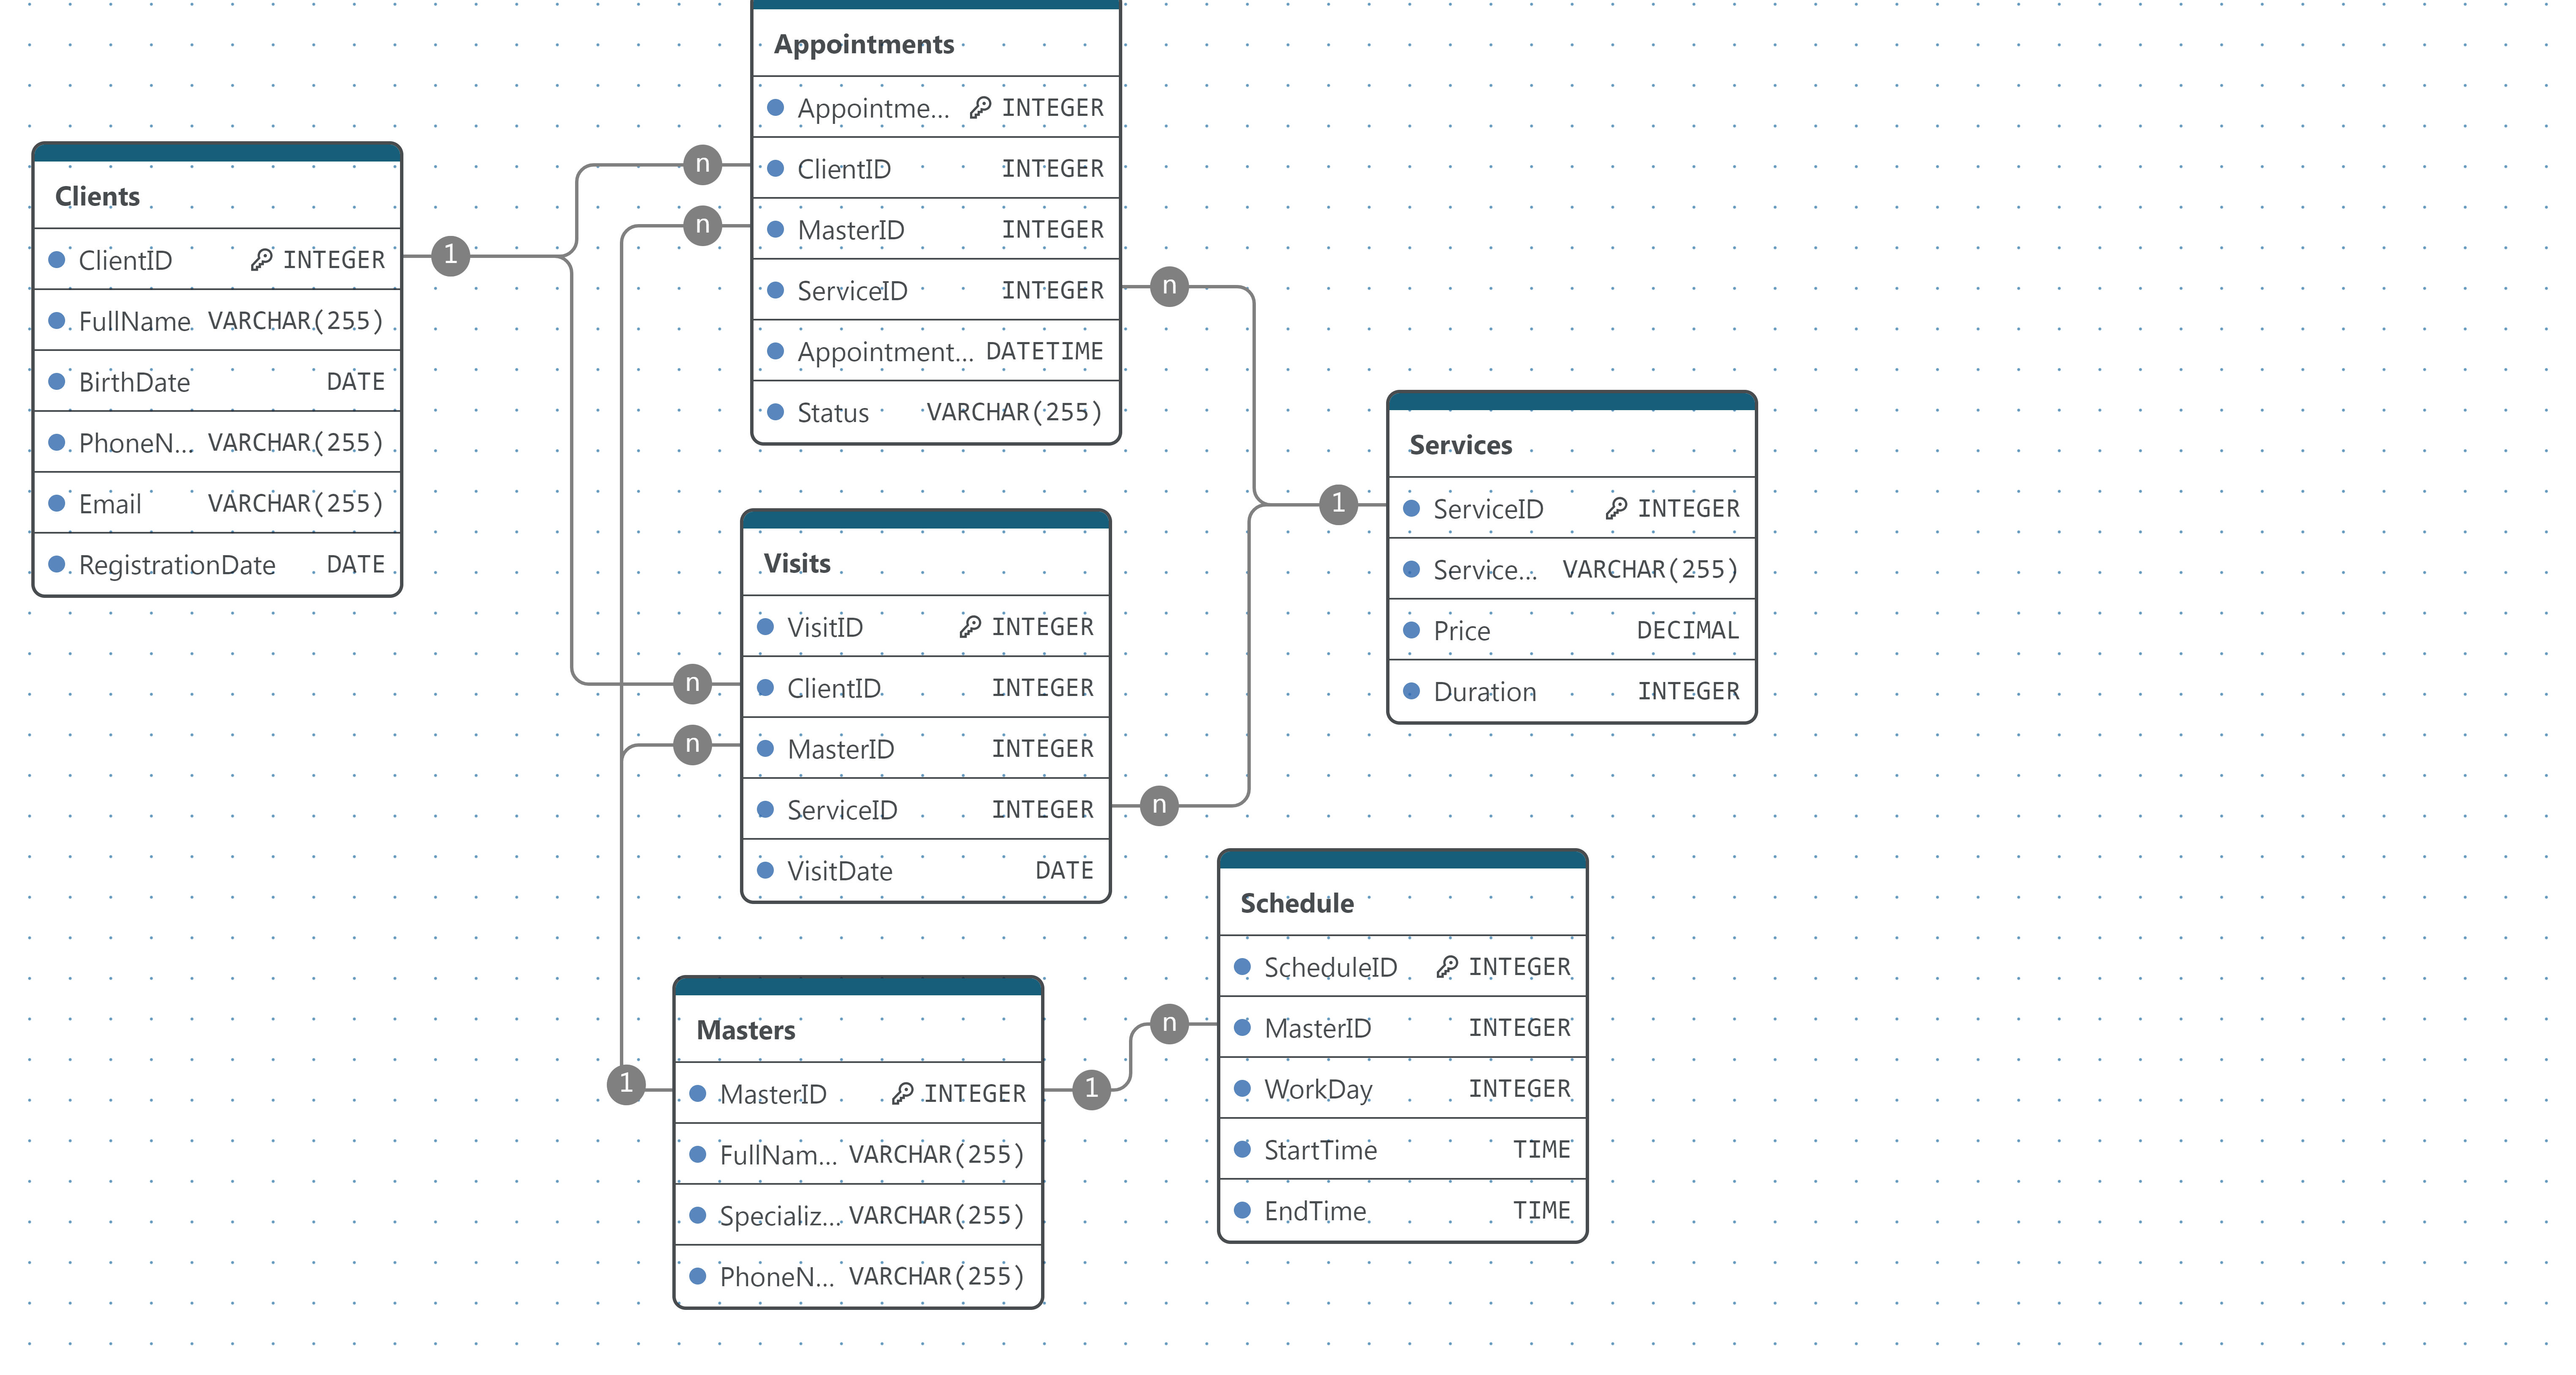 Appointments
Appointme... INTEGER
ClientID INTEGER
MasterID INTEGER
ServiceID INTEGER
Appointment... DATETIME
Status VARCHAR(255)
Clients
ClientID INTEGER
FullName VARCHAR(255)
BirthDate DATE
PhoneN... VARCHAR(255)
Email VARCHAR(255)
RegistrationDate DATE
1
n
n
n
Services
ServiceID INTEGER
Service... VARCHAR(255)
Price DECIMAL
Duration INTEGER
1
Visits
VisitID INTEGER
ClientID INTEGER
MasterID INTEGER
ServiceID INTEGER
VisitDate DATE
n
n
n
Masters
MasterID INTEGER
FullNam... VARCHAR(255)
Specializ... VARCHAR(255)
PhoneN... VARCHAR(255)
1
1
n
Schedule
ScheduleID INTEGER
MasterID INTEGER
WorkDay INTEGER
StartTime TIME
EndTime TIME